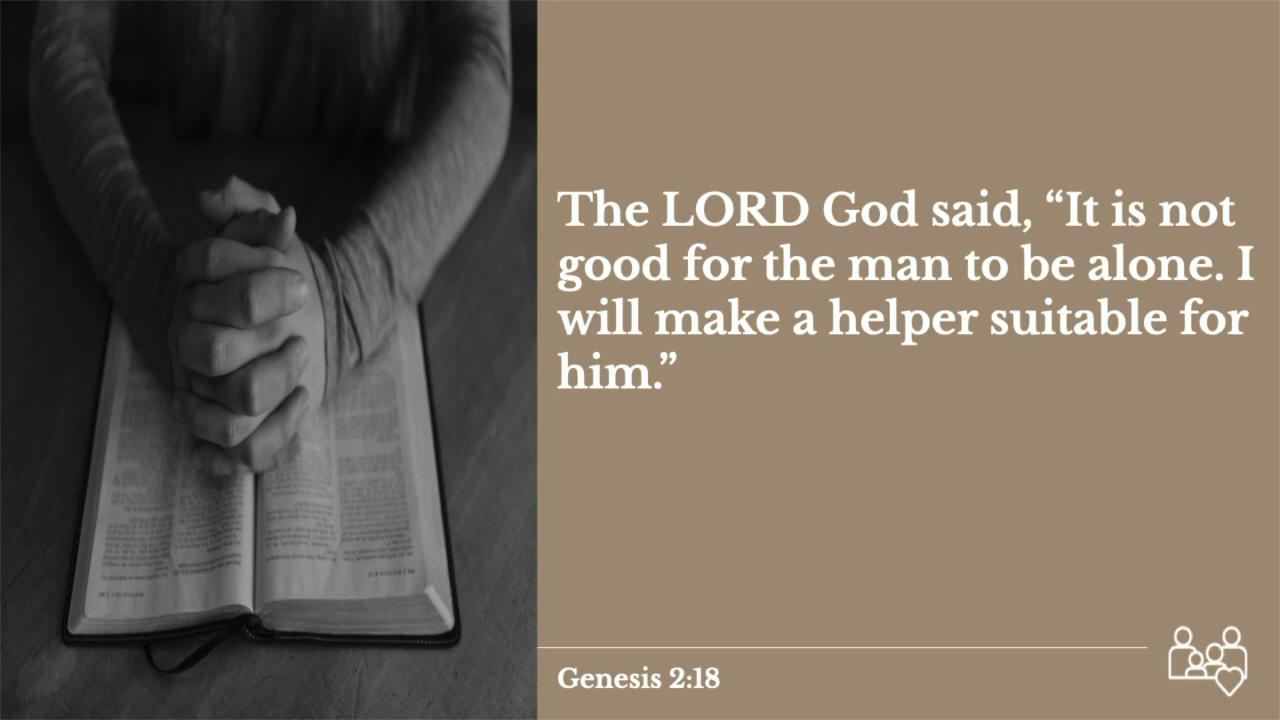 The LORD God said, “It is not
good for the man to be alone. I
will make a helper suitable for
him.”
Genesis 2:18